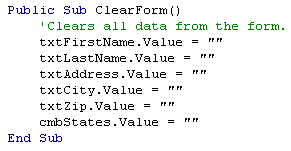 Public Sub ClearForm()
    'Clears all data from the form.
    txtFirstName.Value = ""
    txtLastName.Value = ""
    txtAddress.Value = ""
    txtCity.Value = ""
    txtZip.Value = ""
    cmbStates.Value = ""
End Sub